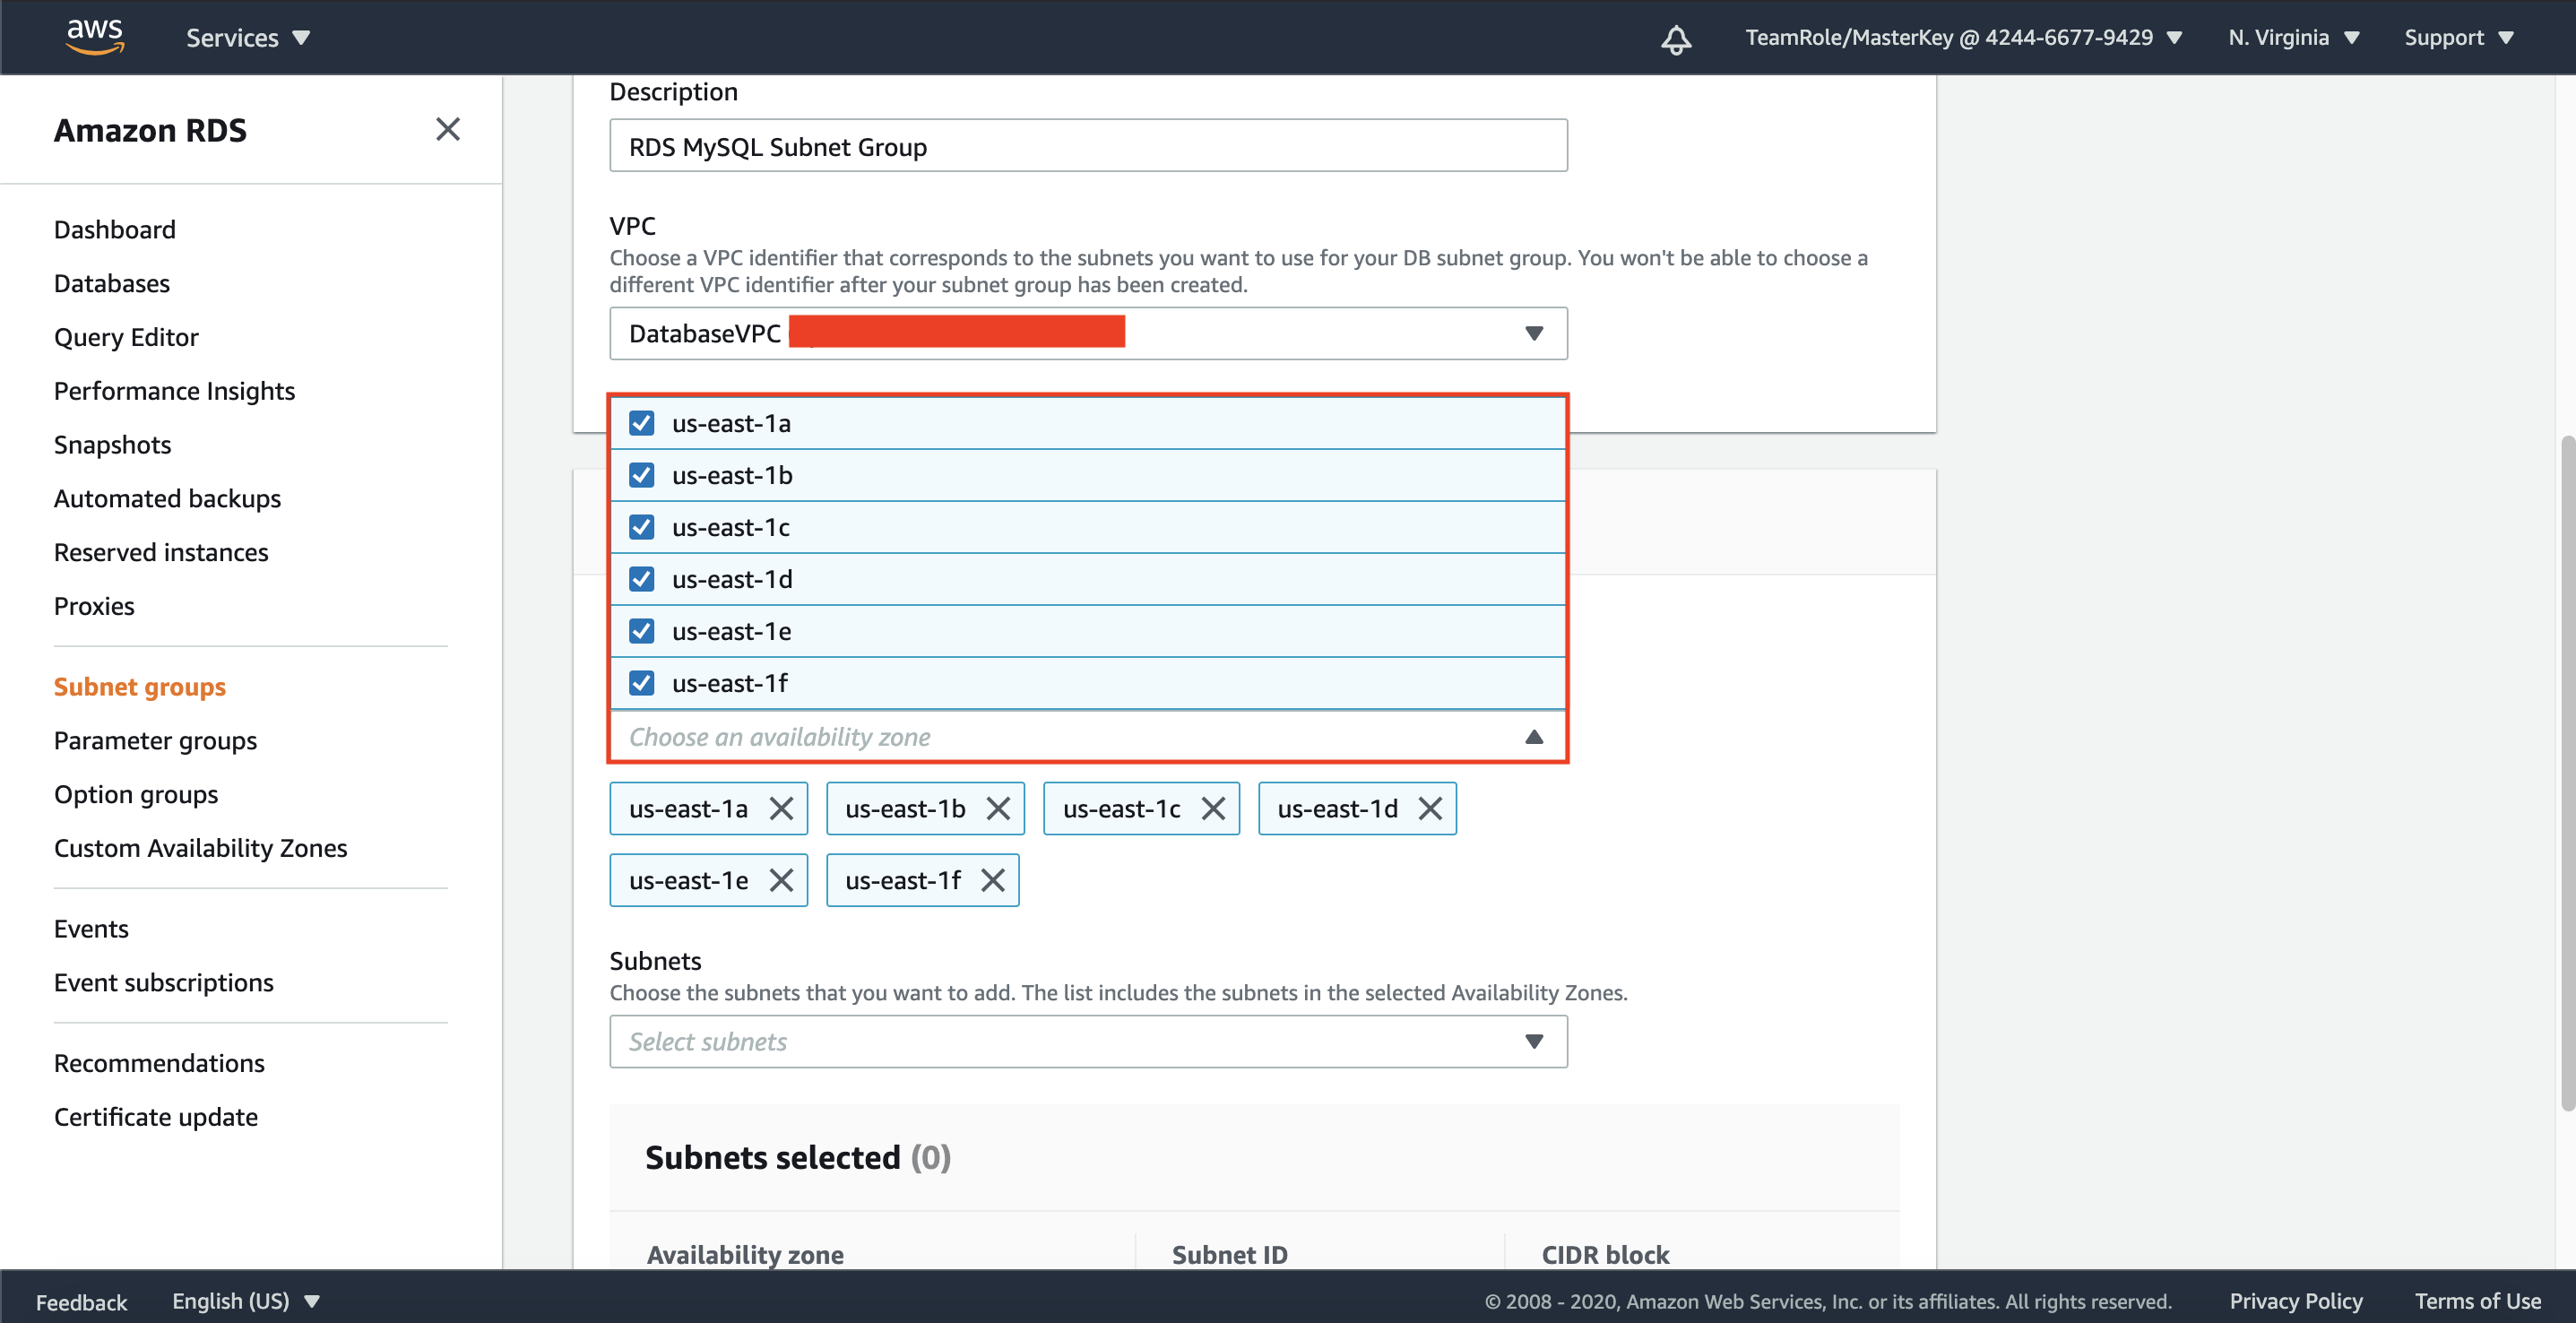 aws
Services
TeamRole/MasterKey @ 4244-6677-9429
N. Virginia
Support
Amazon RDS
Dashboard
Databases
Query Editor
Performance Insights
Snapshots
Automated backups
Reserved instances
Proxies
Subnet groups
Parameter groups
Option groups
Custom Availability Zones
Events
Event subscriptions
Recommendations
Certificate update
Description
RDS MySQL Subnet Group
VPC
Choose a VPC identifier that corresponds to the subnets you want to use for your DB subnet group. You won't be able to choose a
different VPC identifier after your subnet group has been created.
DatabaseVPC
us-east-1a
us-east-1b
us-east-1c
us-east-1d
us-east-1e
us-east-1f
Choose an availability zone
us-east-1a us-east-1b us-east-1c us-east-1d
us-east-1e us-east-1f
Subnets
Choose the subnets that you want to add. The list includes the subnets in the selected Availability Zones.
Select subnets
Subnets selected (0)
Availability zone Subnet ID CIDR block
Feedback
English (US)
© 2008 - 2020, Amazon Web Services, Inc. or its affiliates. All rights reserved.
Privacy Policy
Terms of Use